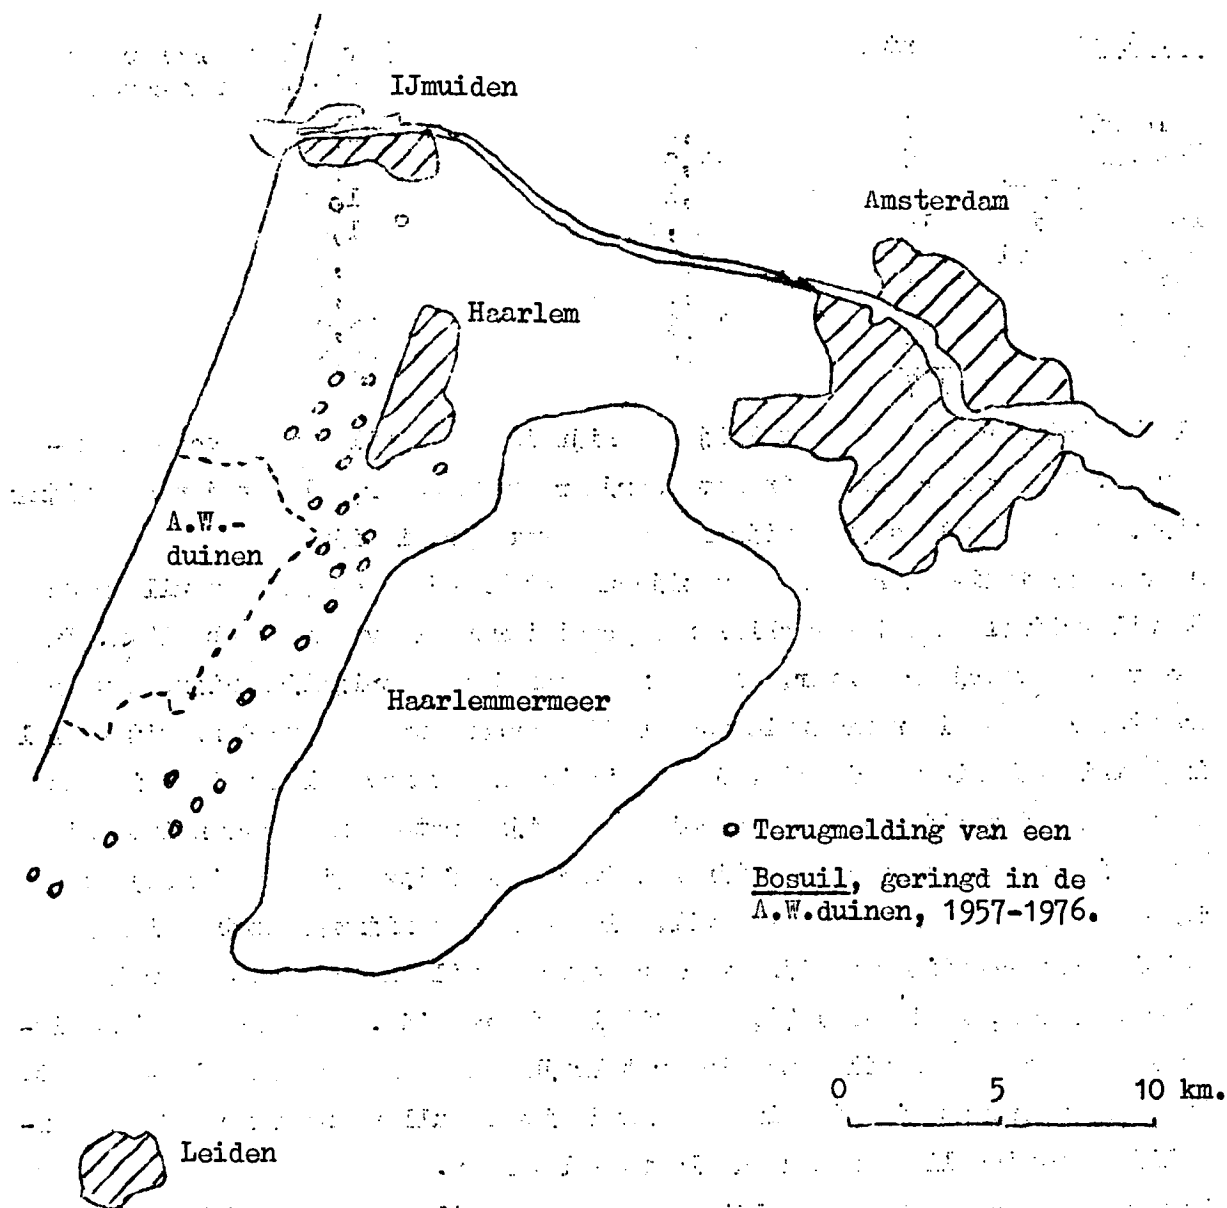 IJmuiden
Amsterdam
Haarlem
A.W.-
duinen
Haarlemmermeer
Terugmelding van een
Bosuil, geringd in de
A.W.duinen, 1957-1976.
0 5 10 km.
Leiden